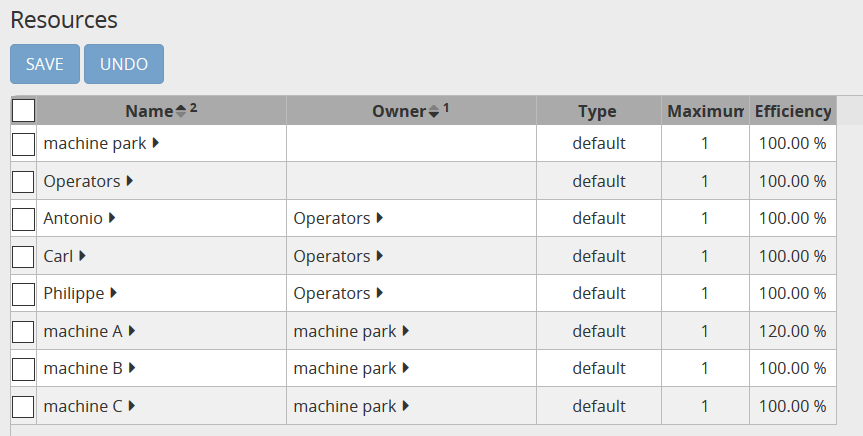 Resources
SAVE UNDO
Name 2 Owner 1 Type Maximum Efficiency
machine park default 1 100.00 %
Operators default 1 100.00 %
Antonio Operators default 1 100.00 %
Carl Operators default 1 100.00 %
Philippe Operators default 1 100.00 %
machine A machine park default 1 120.00 %
machine B machine park default 1 100.00 %
machine C machine park default 1 100.00 %